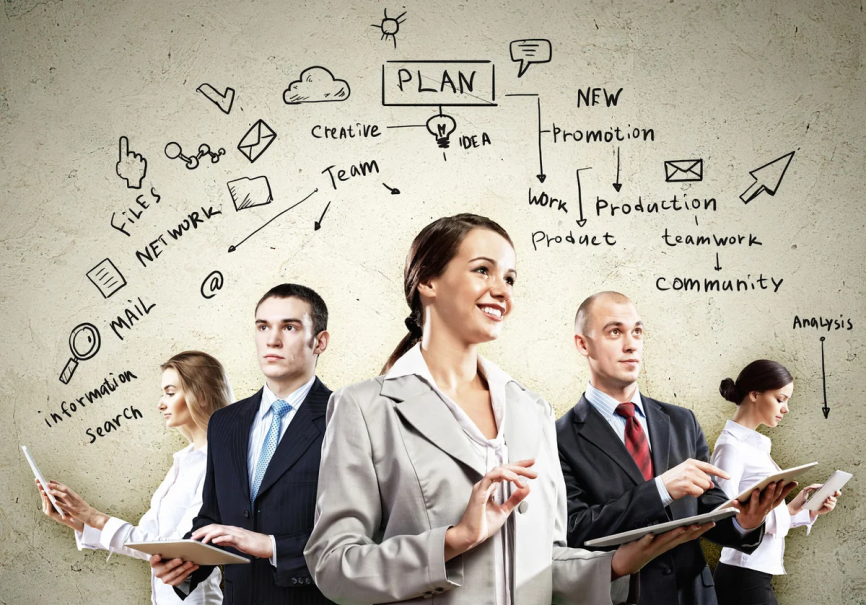 PLAN
Creative
IDEA
Team
NEW
Promotion
Work
Production
Product
teamwork
community
Analysis
FILES
NETWORK
@
MAIL
information
search